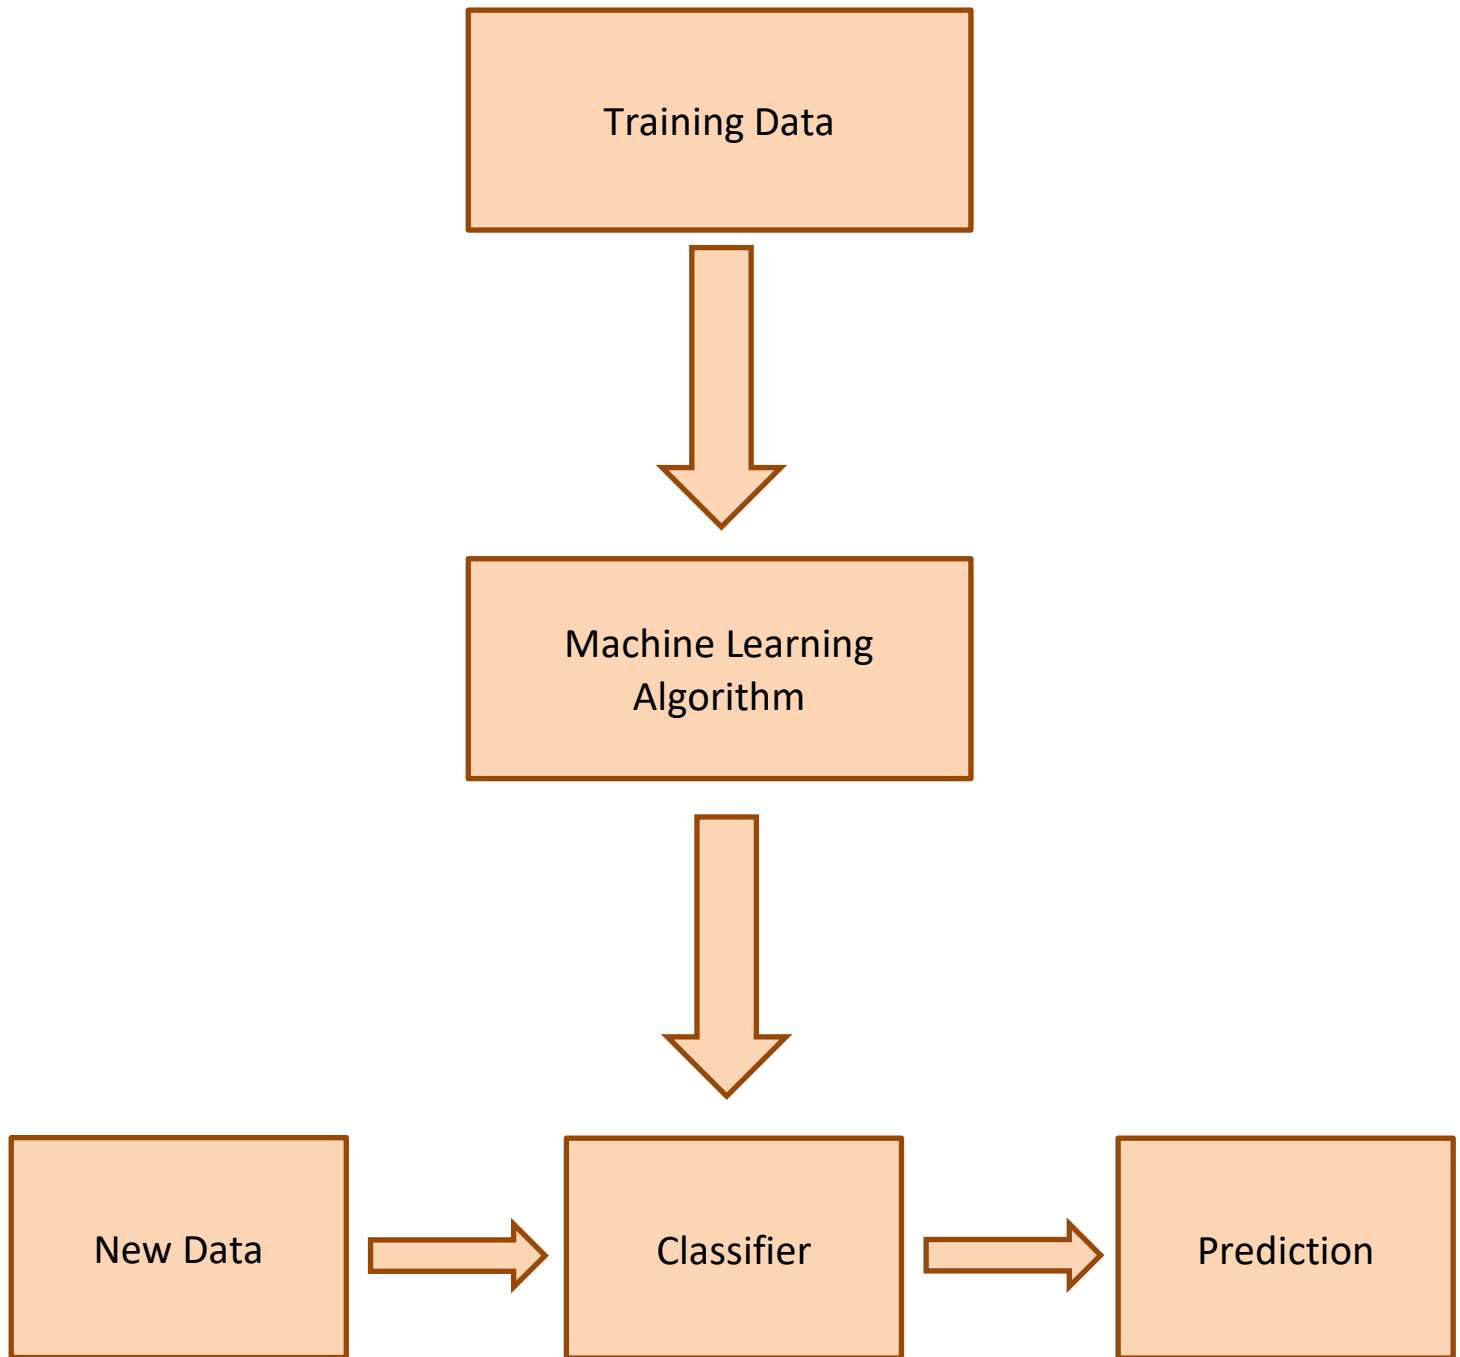 Training Data
Machine Learning
Algorithm
New Data
Classifier
Prediction